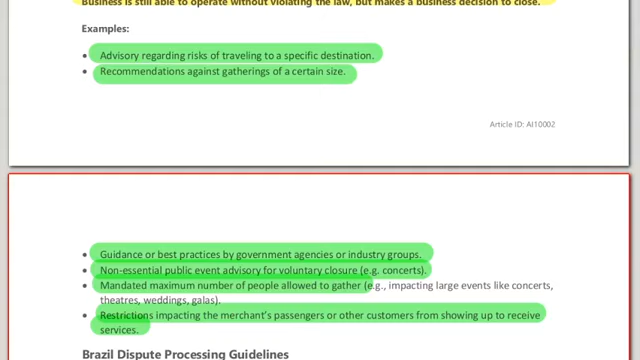 Business is still able to operate without violating the law, but makes a business decision to close.
Examples:
• Advisory regarding risks of traveling to a specific destination.
• Recommendations against gatherings of a certain size.
Article ID: AI10002
• Guidance or best practices by government agencies or industry groups.
• Non-essential public event advisory for voluntary closure (e.g. concerts).
• Mandated maximum number of people allowed to gather (e.g., impacting large events like concerts,
theatres, weddings, galas).
• Restrictions impacting the merchant's passengers or other customers from showing up to receive
services.
Brazil Dispute Processing Guidelines